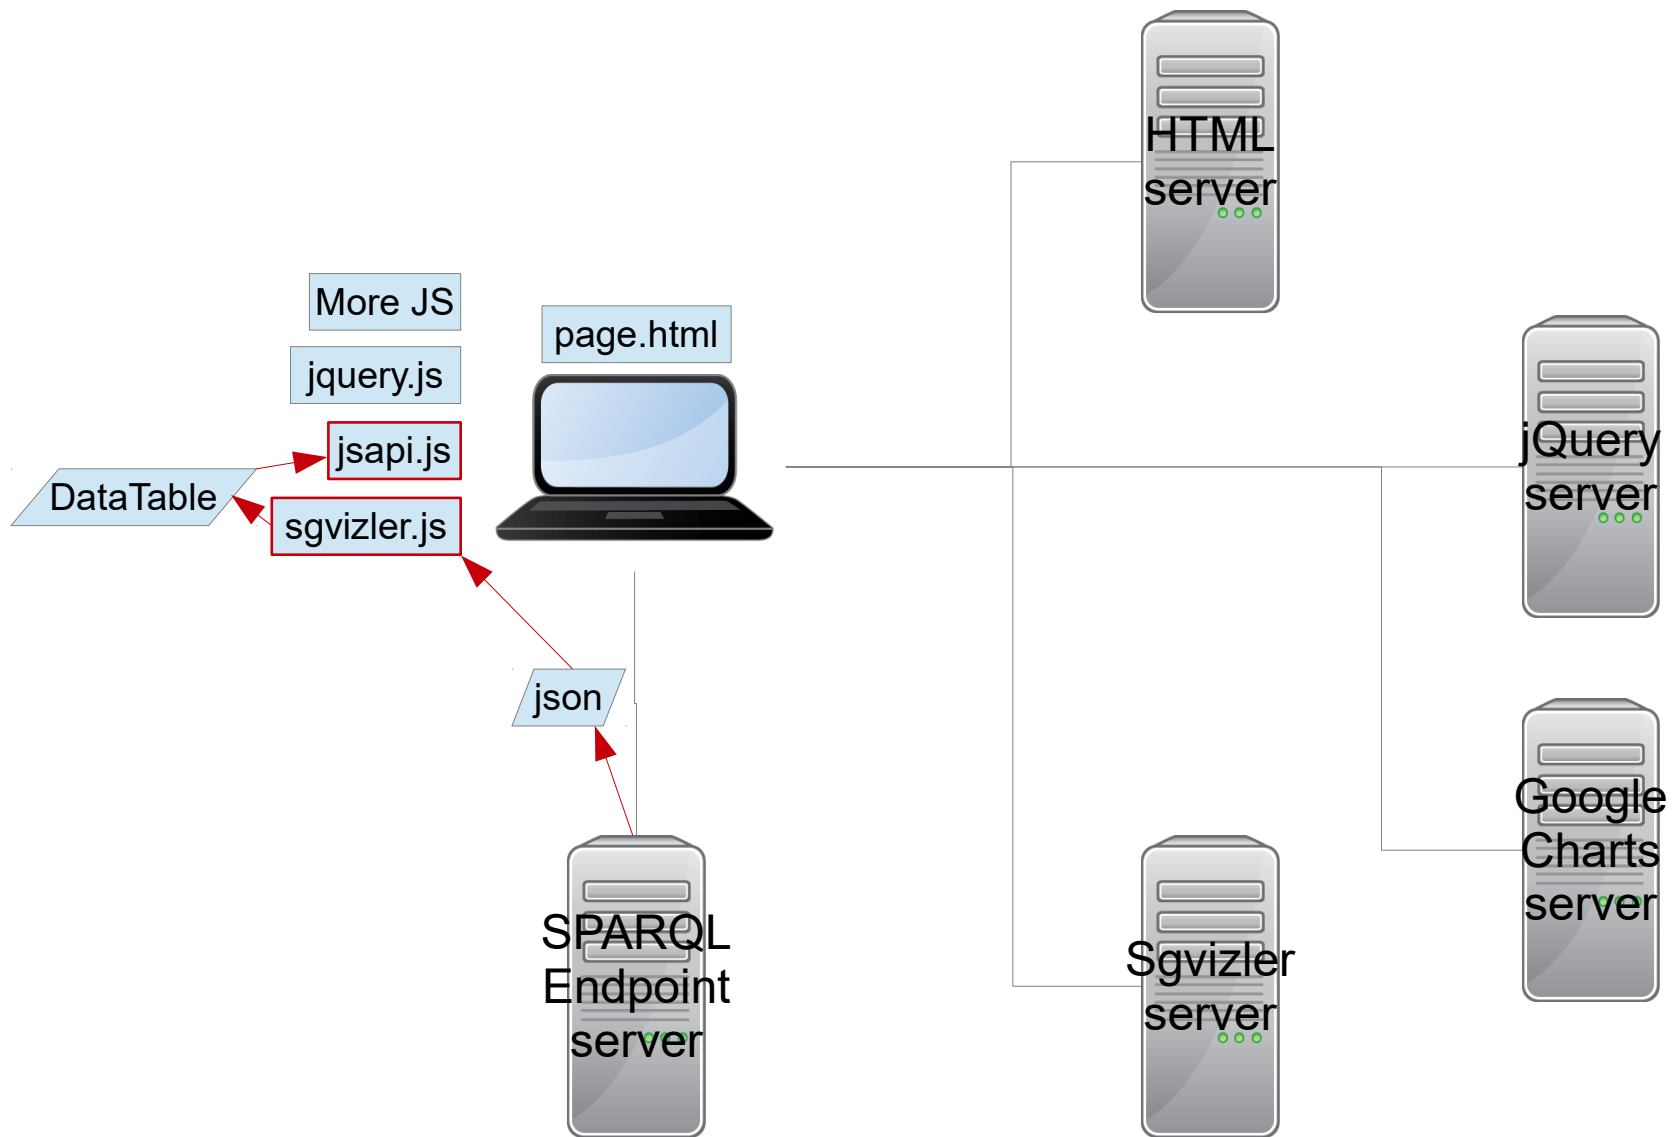 HTML
server
More JS
page.html
jquery.js
jsapi.js
DataTable
sgvizler.js
jQuery
server
json
Google
Charts
server
SPARQL
Endpoint
server
Sgvizler
server